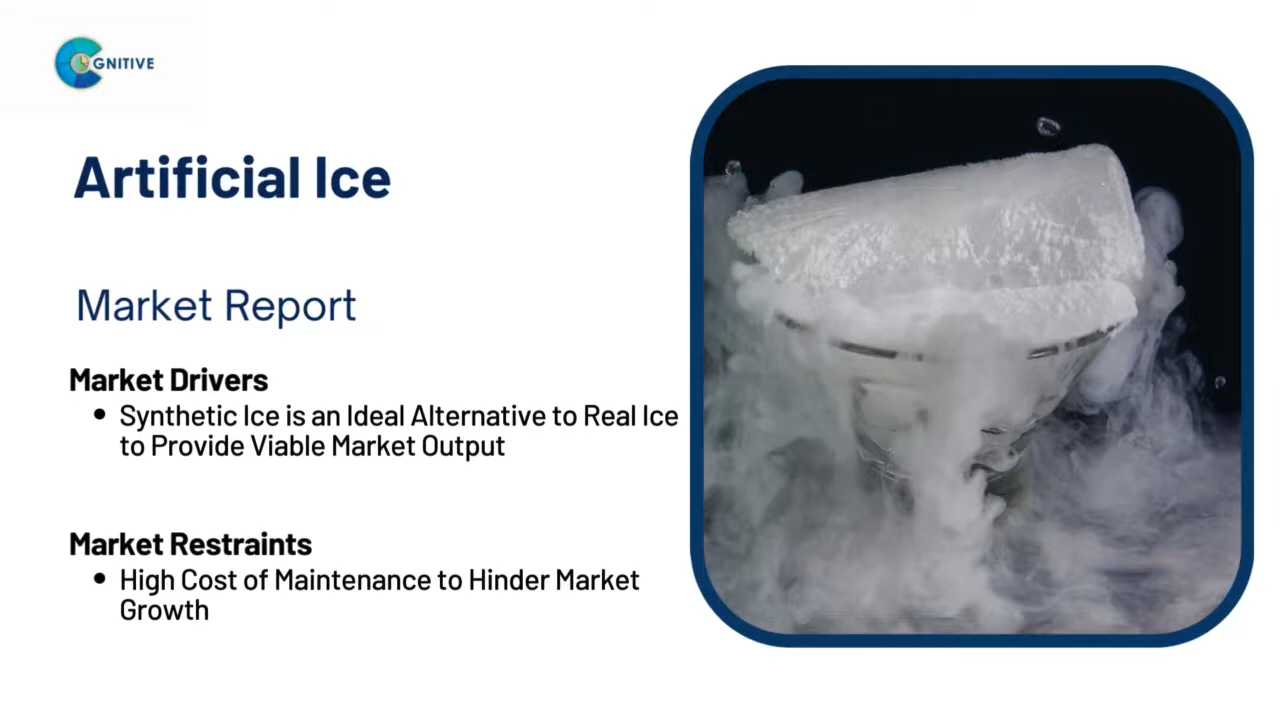 GNITIVE
Artificial Ice
Market Report
Market Drivers
• Synthetic Ice is an Ideal Alternative to Real Ice
to Provide Viable Market Output
Market Restraints
• High Cost of Maintenance to Hinder Market
Growth